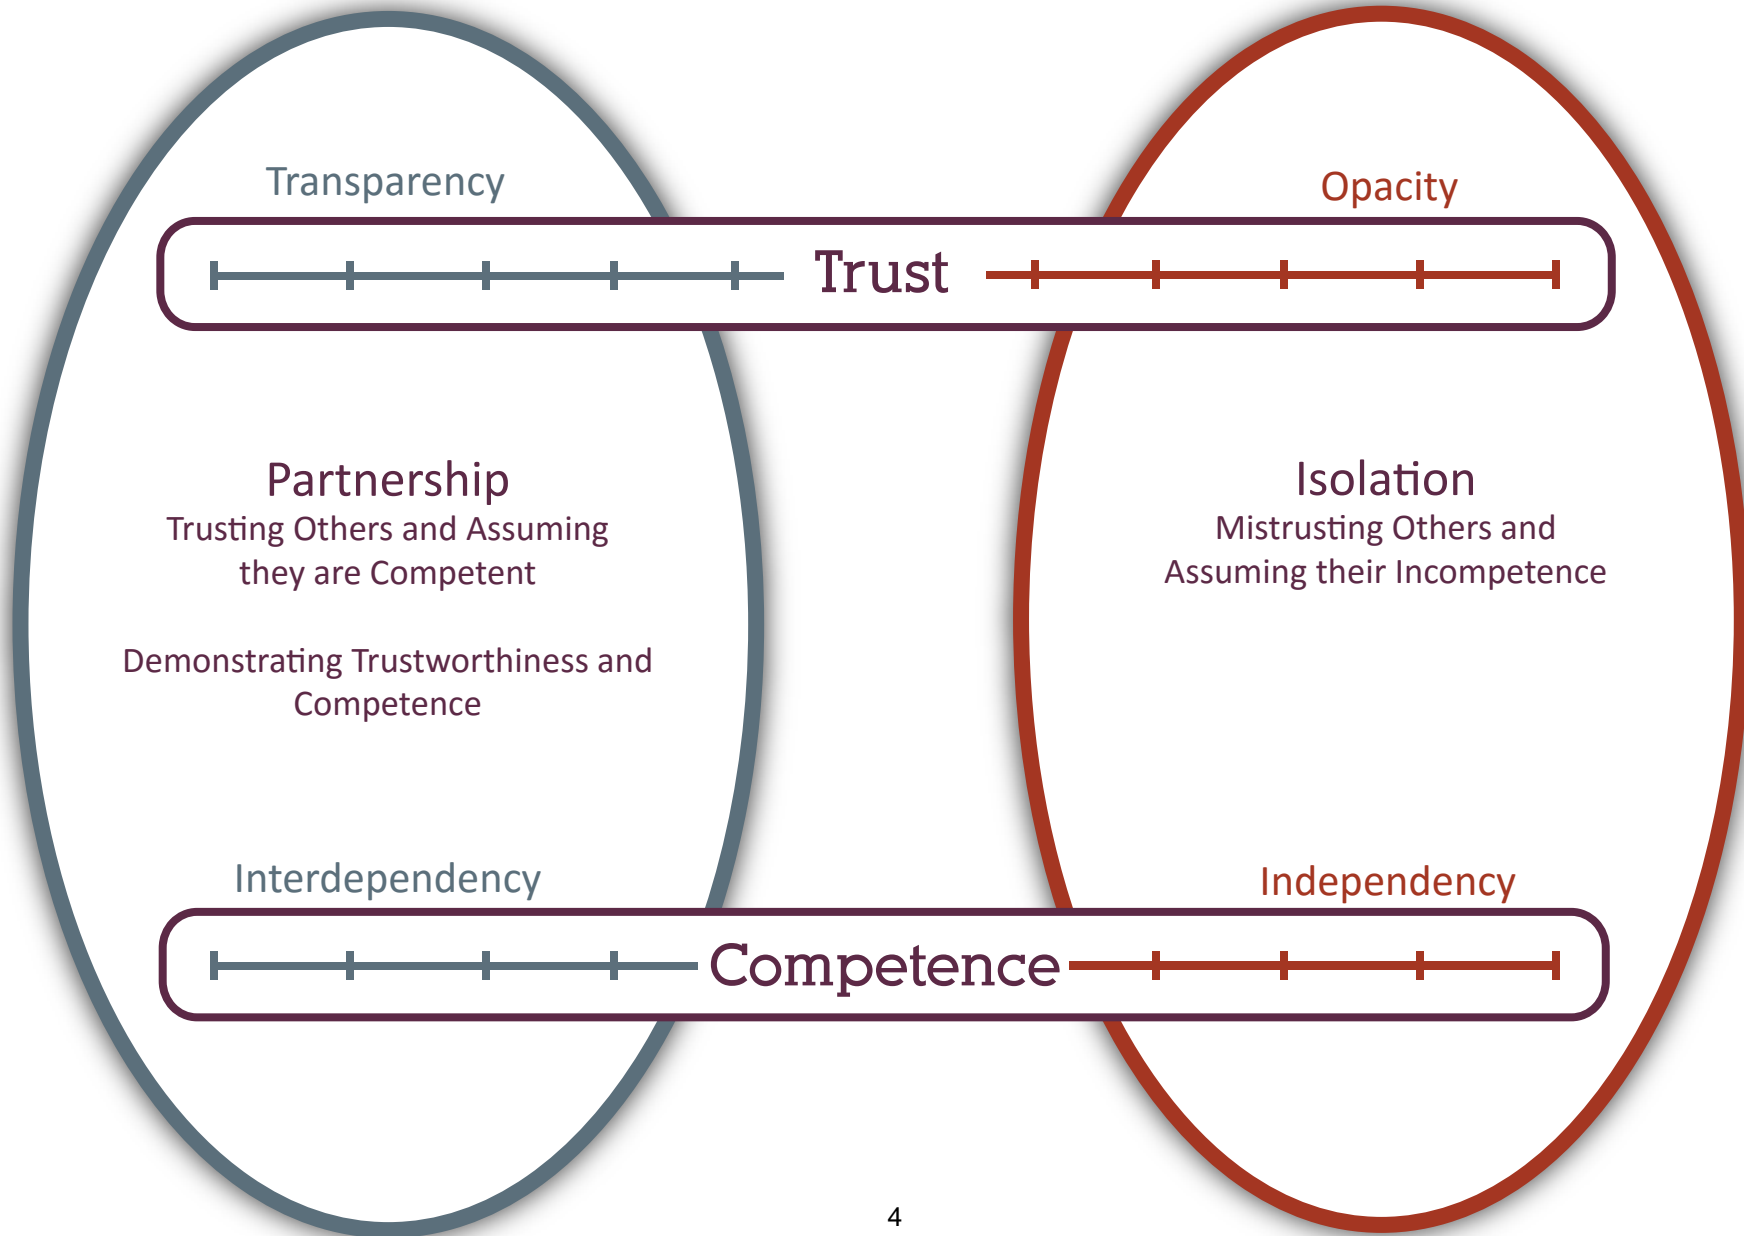 Transparency
Opacity
Trust
Partnership
Trusting Others and Assuming
they are Competent
Demonstrating Trustworthiness and
Competence
Isolation
Mistrusting Others and
Assuming their Incompetence
Interdependency
Independency
Competence
4